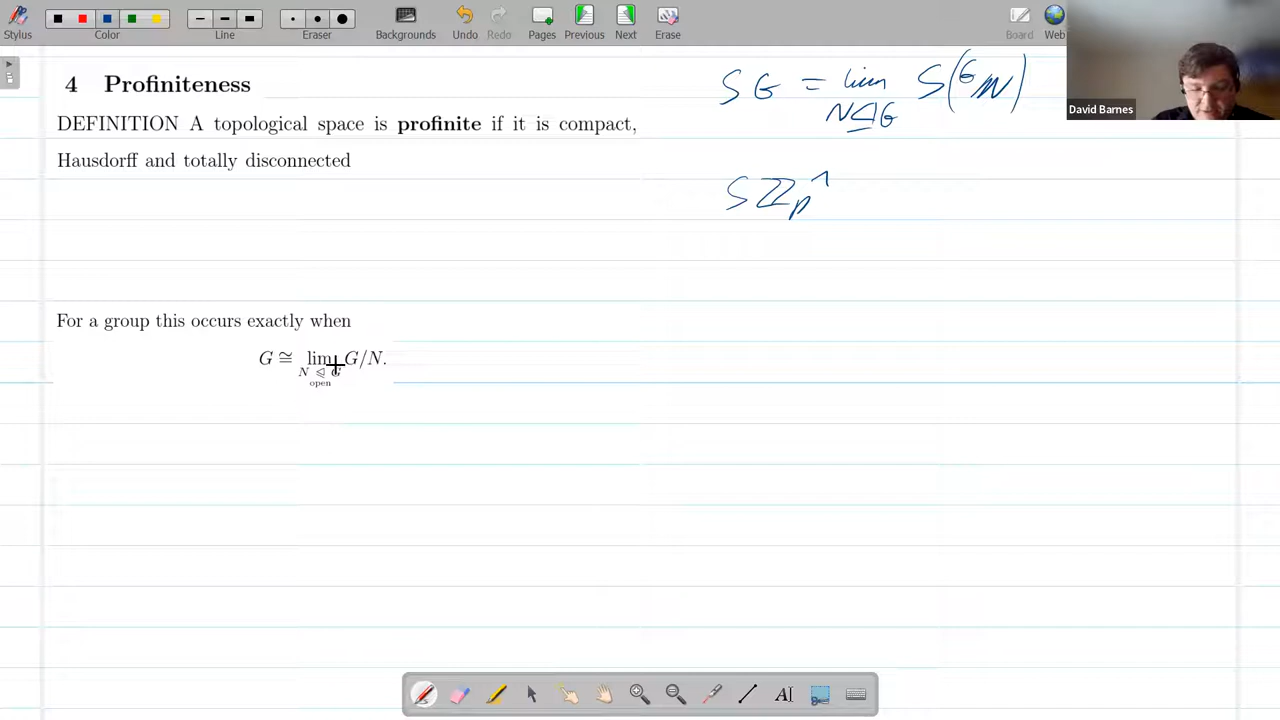 Stylus
Color
Line
Eraser
Backgrounds
Undo
Redo
Pages
Previous
Next
Erase
Board
Web
David Barnes
4 Profiniteness
DEFINITION A topological space is profinite if it is compact,
Hausdorff and totally disconnected
For a group this occurs exactly when
G ≅ lim G/N.
N ⊴ G
open
SG = lim S(G/N)
N⊴G
Sℤₚ^